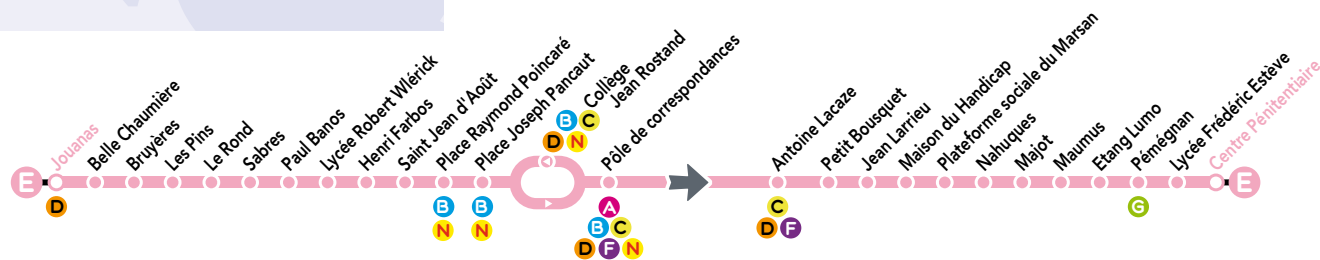 E
Jouanas
D
Belle Chaumière
Bruyères
Les Pins
Le Rond
Sabres
Paul Banos
Lycée Robert Wlérick
Henri Farbos
Saint Jean d'Août
Place Raymond Poincaré
B
N
Place Joseph Pancaut
B
N
Collège
Jean Rostand
B C
D N
Pôle de correspondances
A
B C
D F N
Antoine Lacaze
C
D F
Petit Bousquet
Jean Larrieu
Maison du Handicap
Plateforme sociale du Marsan
Nahuques
Majot
Maumus
Etang Lumo
Pémégnan
G
Lycée Frédéric Estève
Centre Pénitentiaire
E